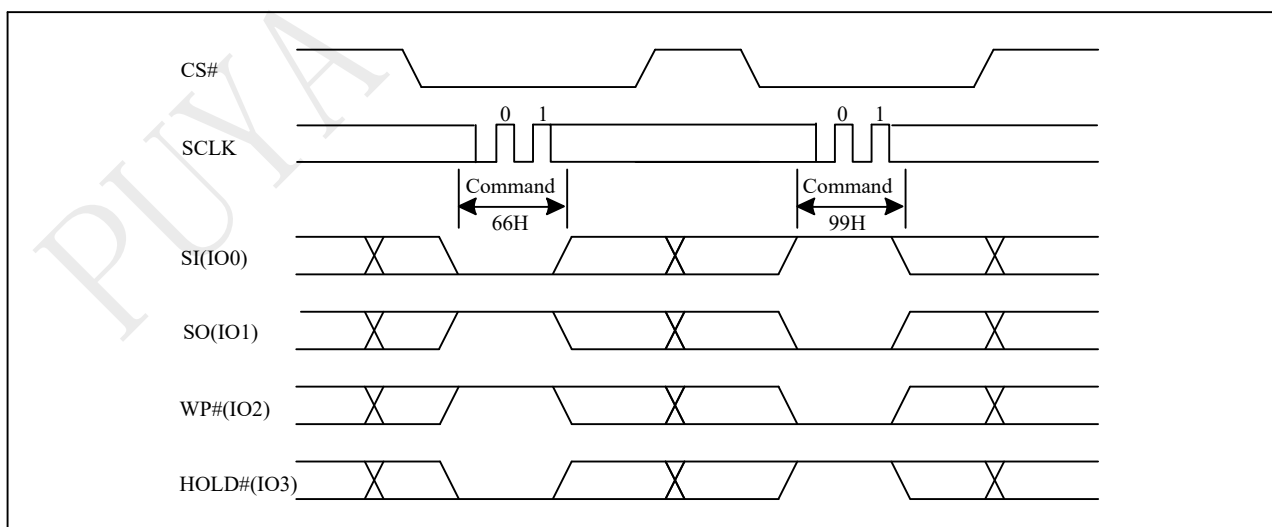 PUYA
CS#
0 1 0 1
SCLK
Command Command
66H 99H
SI(IO0)
SO(IO1)
WP#(IO2)
HOLD#(IO3)